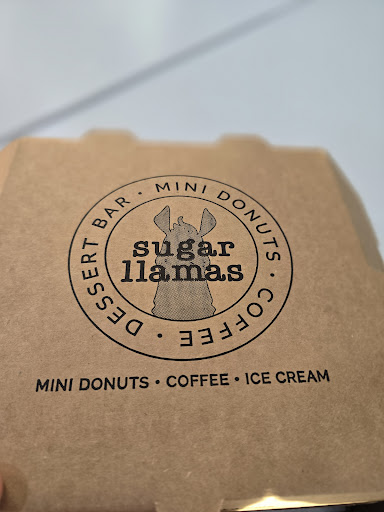 DESSERT BAR · MINI DONUTS · COFFEE ·
sugar
llamas
MINI DONUTS • COFFEE • ICE CREAM